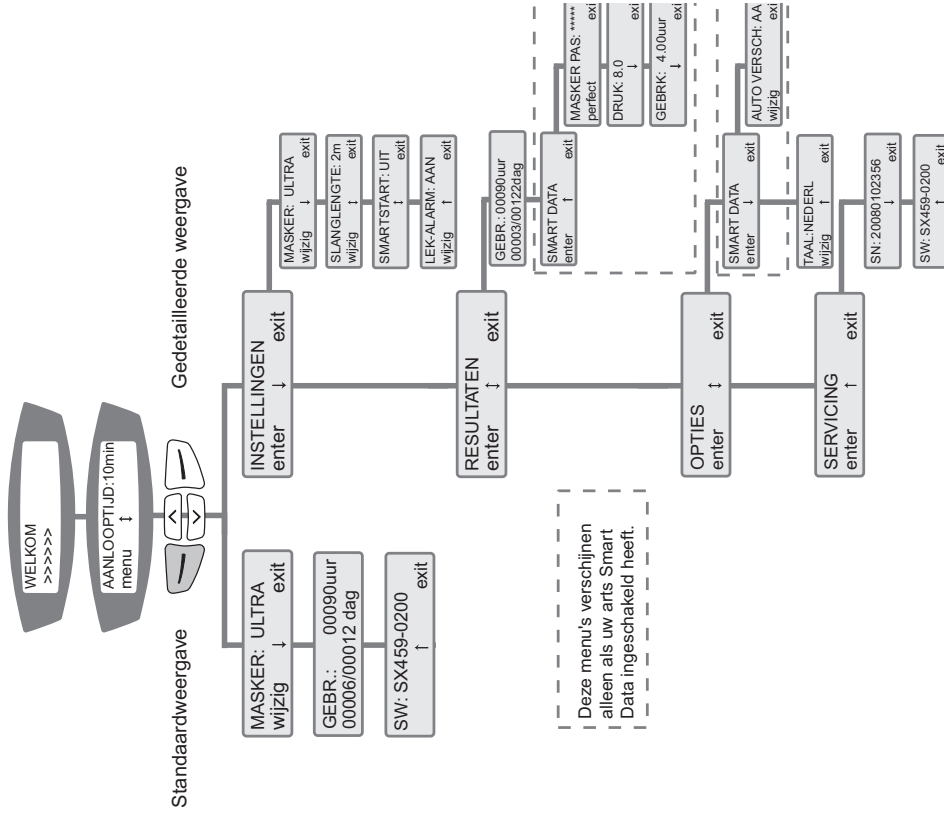 WELKOM
>>>>>>
AANLOOPTIJD:10min
menu ↕
Standaardweergave
Gedetailleerde weergave
MASKER: ULTRA
wijzig ↓ exit
GEBR.: 00090uur
00006/00012 dag
SW: SX459-0200
↑ exit
Deze menu's verschijnen
alleen als uw arts Smart
Data ingeschakeld heeft.
INSTELLINGEN
enter ↓ exit
MASKER: ULTRA
wijzig ↓ exit
SLANGLENGTE: 2m
wijzig ↕ exit
SMARTSTART: UIT
↕ exit
LEK-ALARM: AAN
wijzig ↑ exit
RESULTATEN
enter ↕ exit
GEBR.: 00090uur
00003/00122dag
SMART DATA
enter ↑ exit
MASKER PAS: *****
perfect exit
DRUK: 8.0
↓
GEBRK: 4.00uur
↓ exit
OPTIES
enter ↕ exit
SMART DATA
enter ↓ exit
AUTO VERSCH: AA
wijzig
TAAL:NEDERL
wijzig ↑ exit
SERVICING
enter ↑ exit
SN: 20080102356
↓ exit
SW: SX459-0200
↑ exit